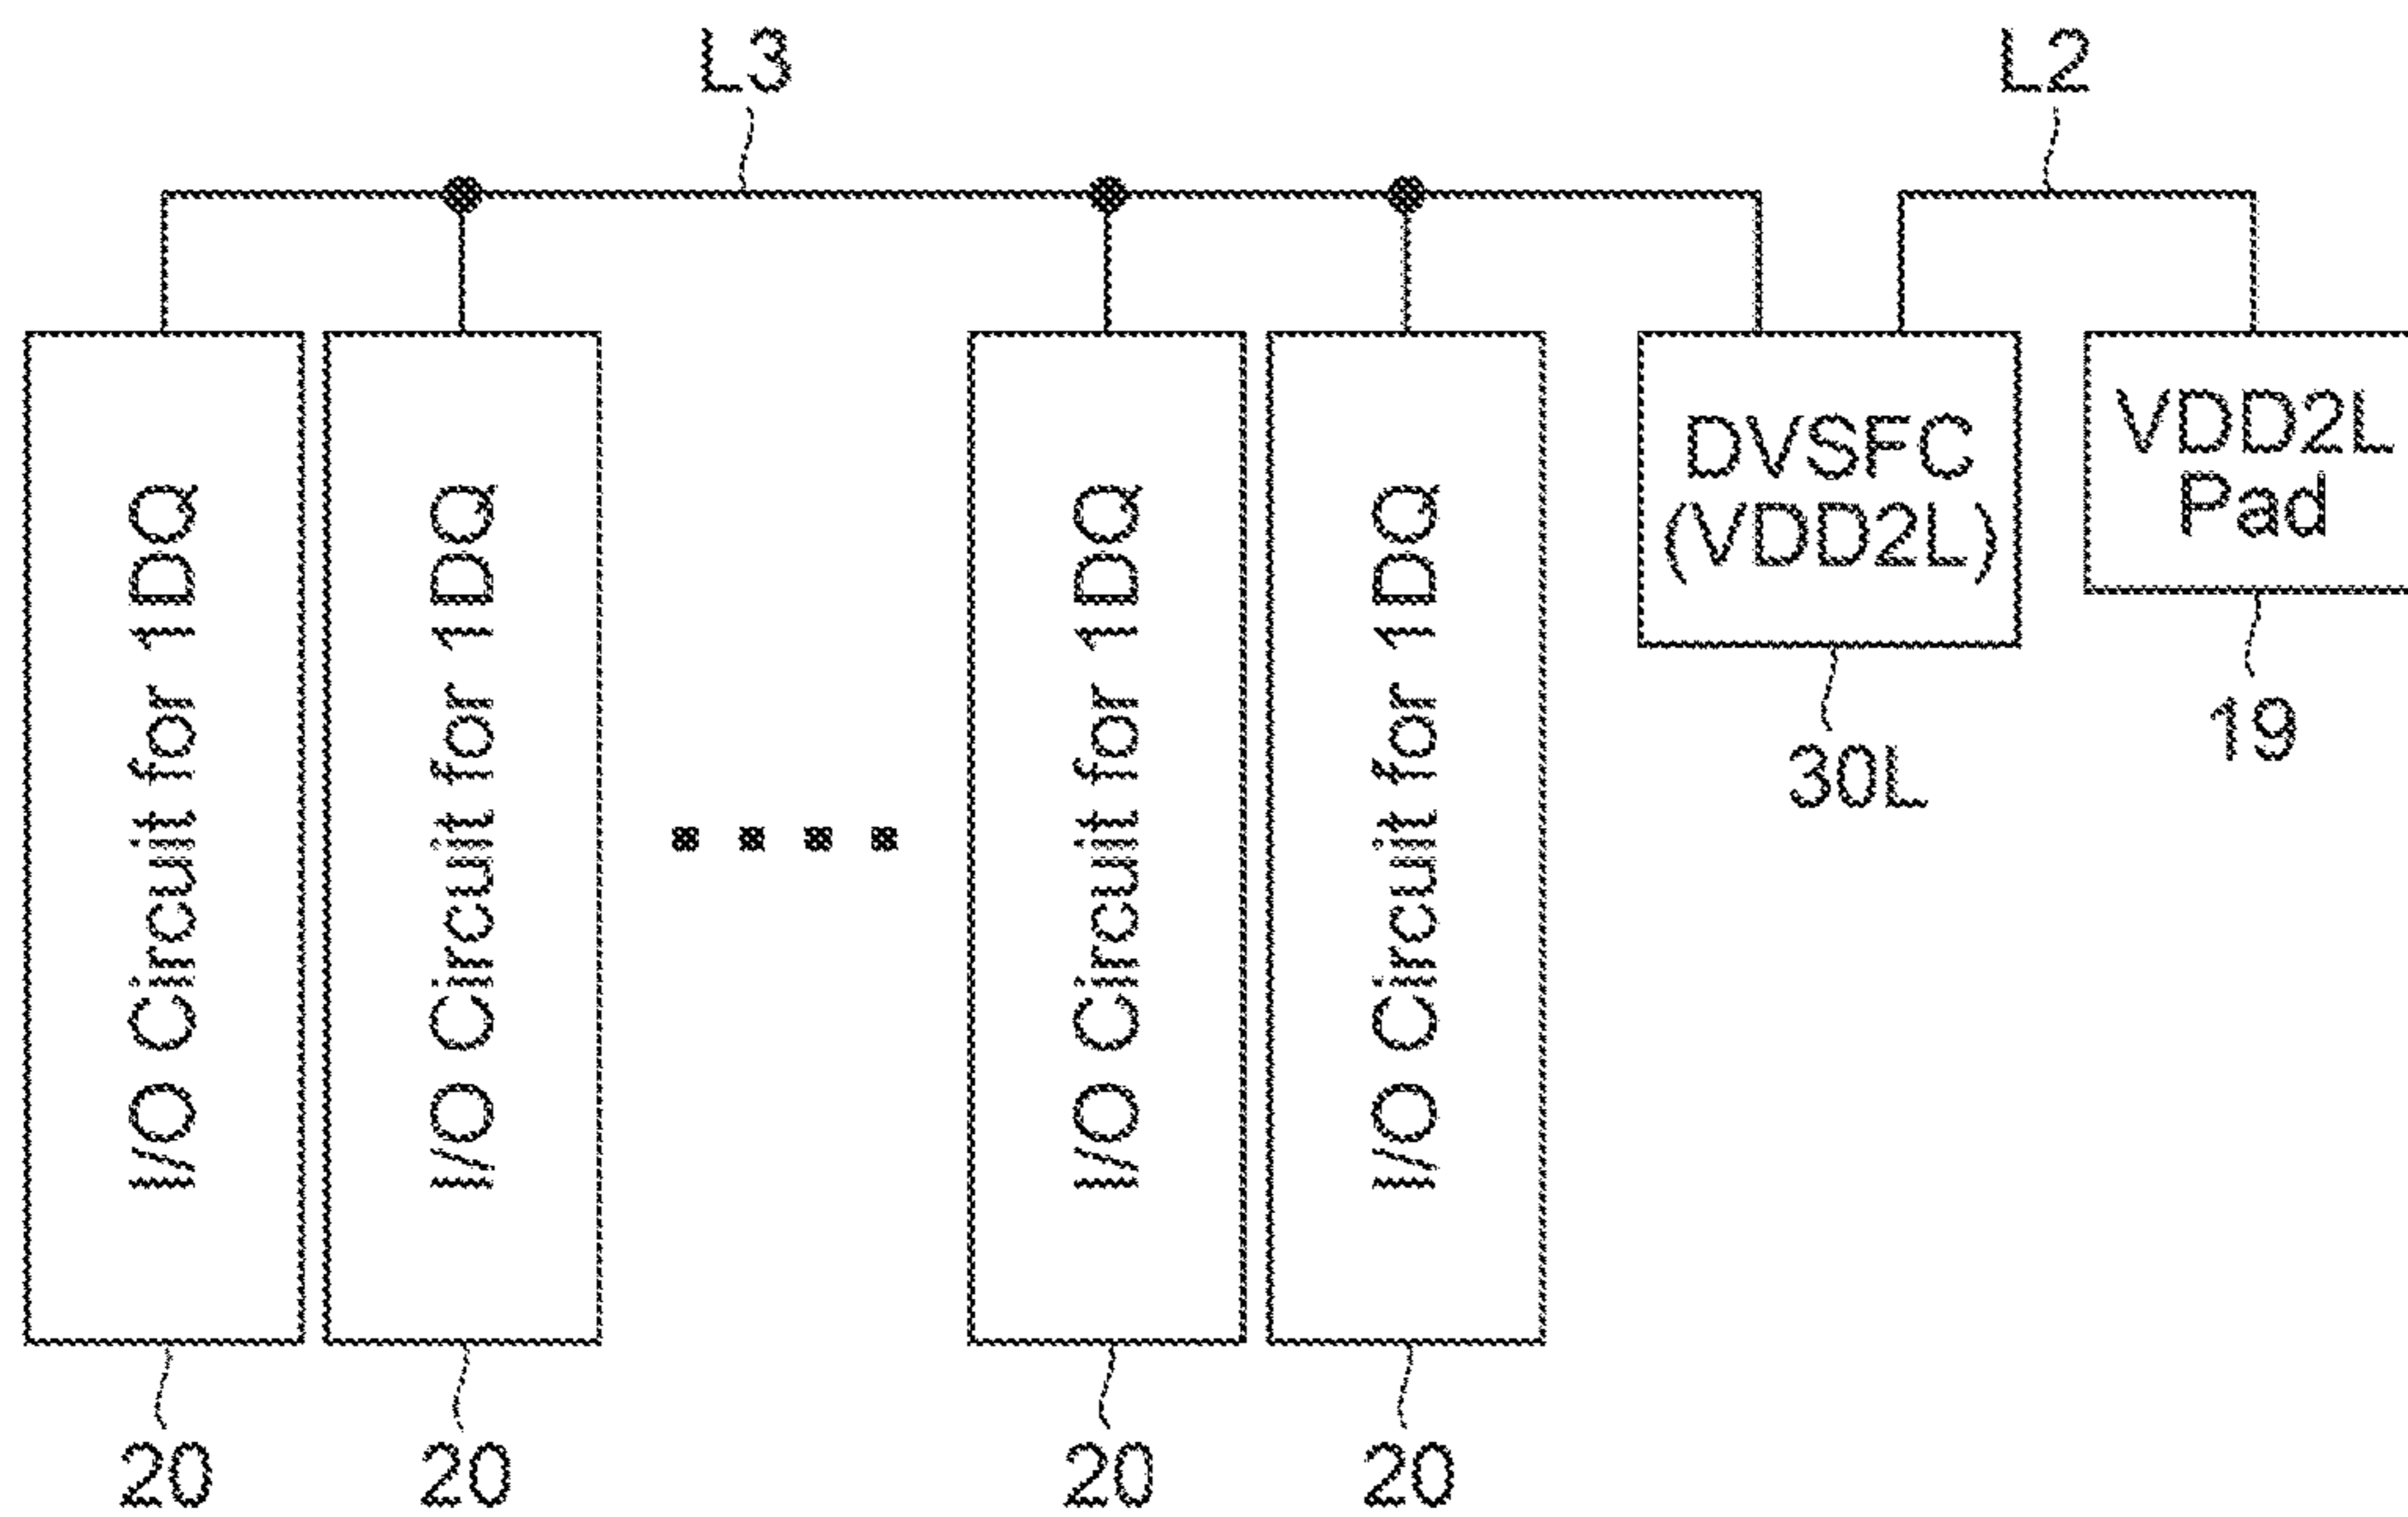 L3
L2
I/O Circuit for 1DQ
I/O Circuit for 1DQ
I/O Circuit for 1DQ
I/O Circuit for 1DQ
DVSFC
(VDD2L)
VDD2L
Pad
30L
19
20
20
20
20